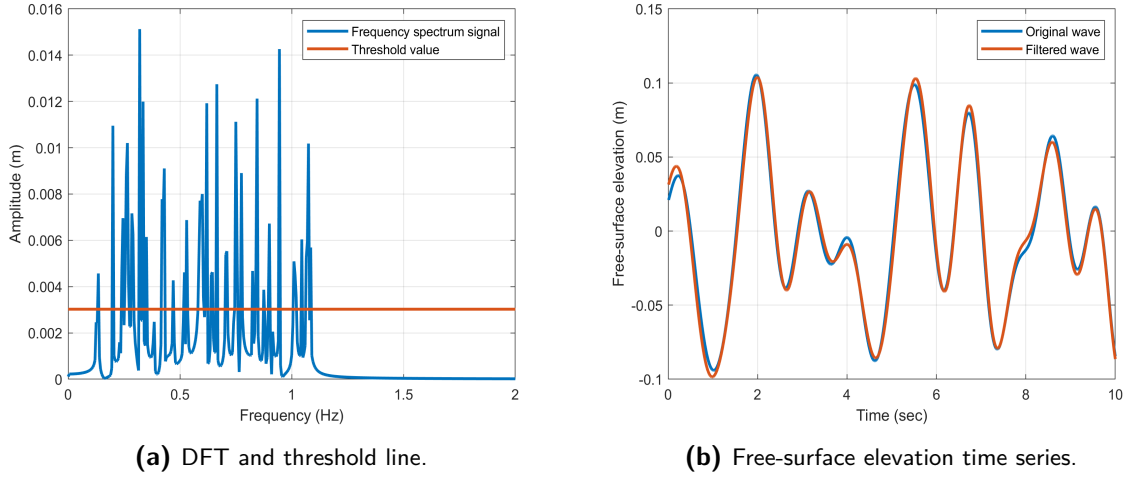 0.016
0.014
0.012
0.01
0.008
0.006
0.004
0.002
0
Amplitude (m)
Frequency spectrum signal
Threshold value
0 0.5 1 1.5 2
Frequency (Hz)
(a) DFT and threshold line.
0.15
0.1
0.05
0
-0.05
-0.1
Free-surface elevation (m)
Original wave
Filtered wave
0 2 4 6 8 10
Time (sec)
(b) Free-surface elevation time series.